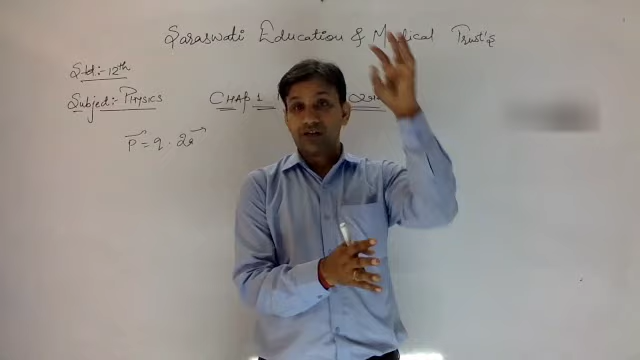 Saraswati Education & Medical Trust's
Std:- 12th
Subject:- Physics Chap 1
p⃗ = q · 2a⃗